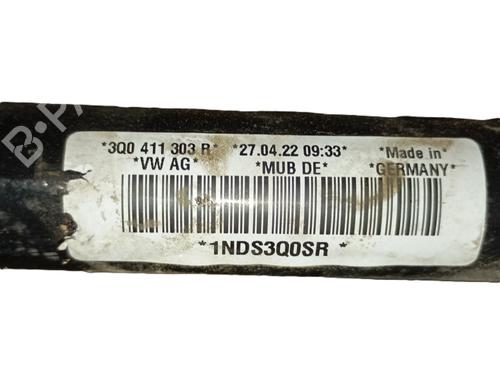 *3Q0 411 303 R* *27.04.22 09:33* *Made in*
*VW AG* *MUB DE* *GERMANY*
*1NDS3Q0SR*